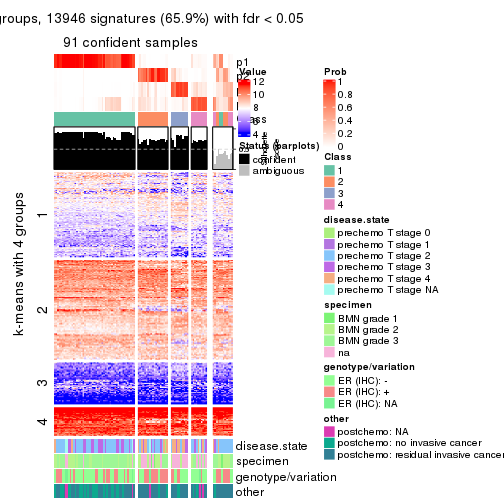 groups, 13946 signatures (65.9%) with fdr < 0.05
91 confident samples
p1
p2
Value
12
10
8
6
4
Prob
1
0.8
0.6
0.4
0.2
0
Class
1
2
3
4
Status (barplots)
confident
ambiguous
k-means with 4 groups
1
2
3
4
disease.state
prechemo T stage 0
prechemo T stage 1
prechemo T stage 2
prechemo T stage 3
prechemo T stage 4
prechemo T stage NA
specimen
BMN grade 1
BMN grade 2
BMN grade 3
na
genotype/variation
ER (IHC): -
ER (IHC): +
ER (IHC): NA
other
postchemo: NA
postchemo: no invasive cancer
postchemo: residual invasive cancer
disease.state
specimen
genotype/variation
other